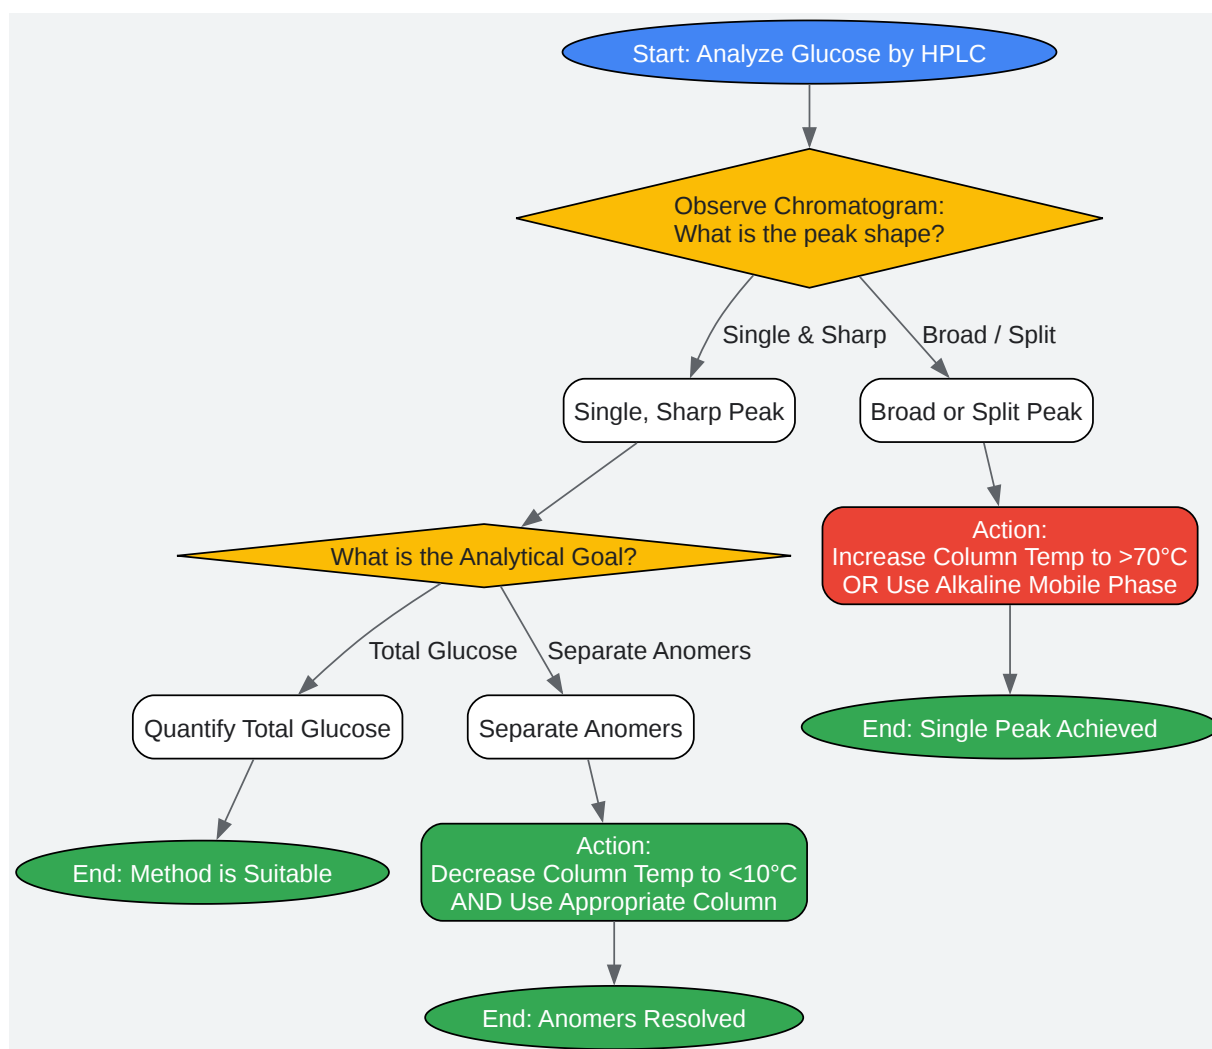 Start: Analyze Glucose by HPLC
Observe Chromatogram:
What is the peak shape?
Single & Sharp
Broad / Split
Single, Sharp Peak
Broad or Split Peak
Action:
Increase Column Temp to >70°C
OR Use Alkaline Mobile Phase
What is the Analytical Goal?
Total Glucose
Separate Anomers
Quantify Total Glucose
Separate Anomers
End: Single Peak Achieved
Action:
Decrease Column Temp to <10°C
AND Use Appropriate Column
End: Method is Suitable
End: Anomers Resolved